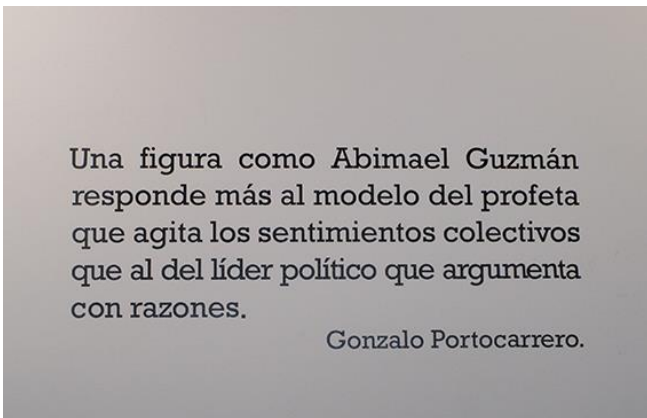 Una figura como Abimael Guzmán
responde más al modelo del profeta
que agita los sentimientos colectivos
que al del líder político que argumenta
con razones.
Gonzalo Portocarrero.